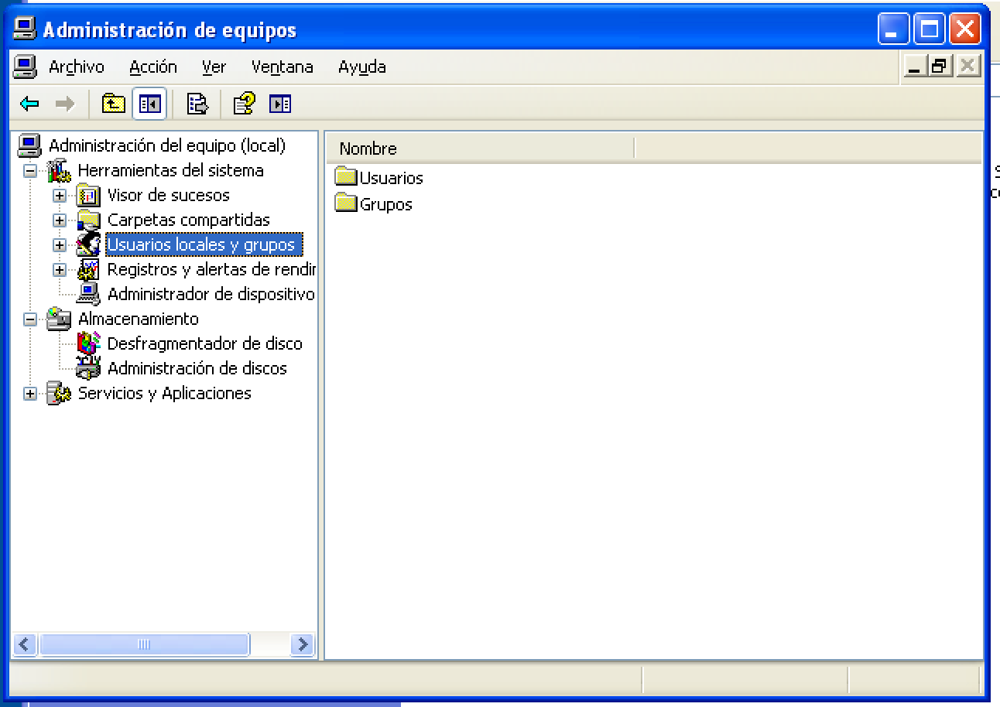 Administración de equipos
Archivo Acción Ver Ventana Ayuda
Administración del equipo (local)
Herramientas del sistema
Visor de sucesos
Carpetas compartidas
Usuarios locales y grupos
Registros y alertas de rendir
Administrador de dispositivo
Almacenamiento
Desfragmentador de disco
Administración de discos
Servicios y Aplicaciones
Nombre
Usuarios
Grupos